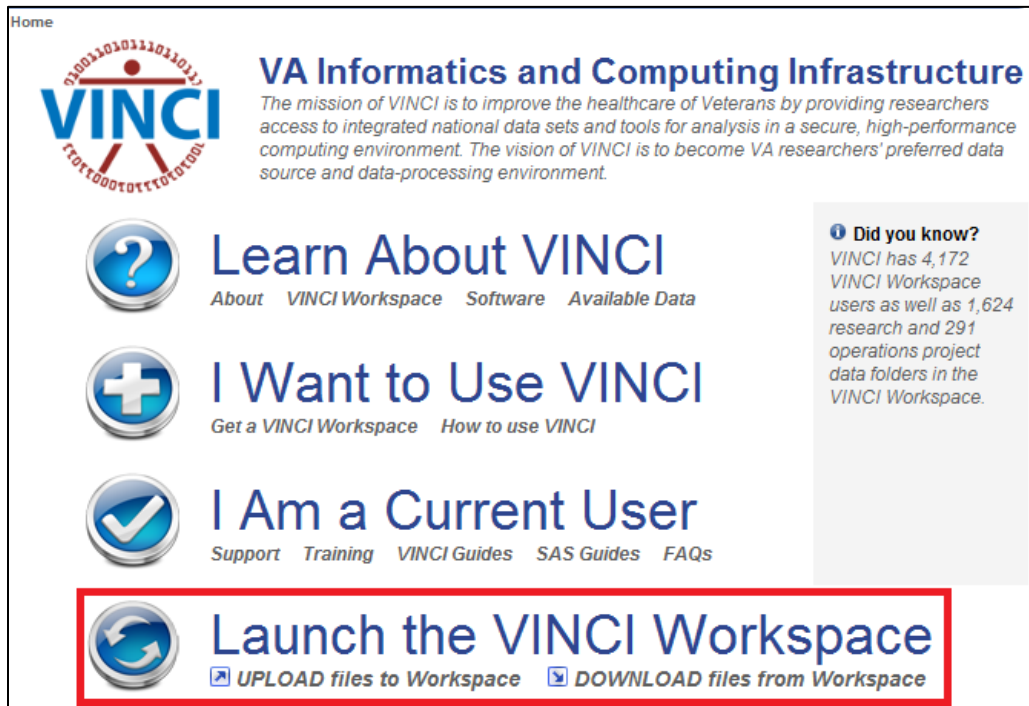 Home
VINCI
VA Informatics and Computing Infrastructure
The mission of VINCI is to improve the healthcare of Veterans by providing researchers
access to integrated national data sets and tools for analysis in a secure, high-performance
computing environment. The vision of VINCI is to become VA researchers' preferred data
source and data-processing environment.
Learn About VINCI
About VINCI Workspace Software Available Data
I Want to Use VINCI
Get a VINCI Workspace How to use VINCI
I Am a Current User
Support Training VINCI Guides SAS Guides FAQs
Launch the VINCI Workspace
UPLOAD files to Workspace DOWNLOAD files from Workspace
Did you know?
VINCI has 4,172
VINCI Workspace
users as well as 1,624
research and 291
operations project
data folders in the
VINCI Workspace.